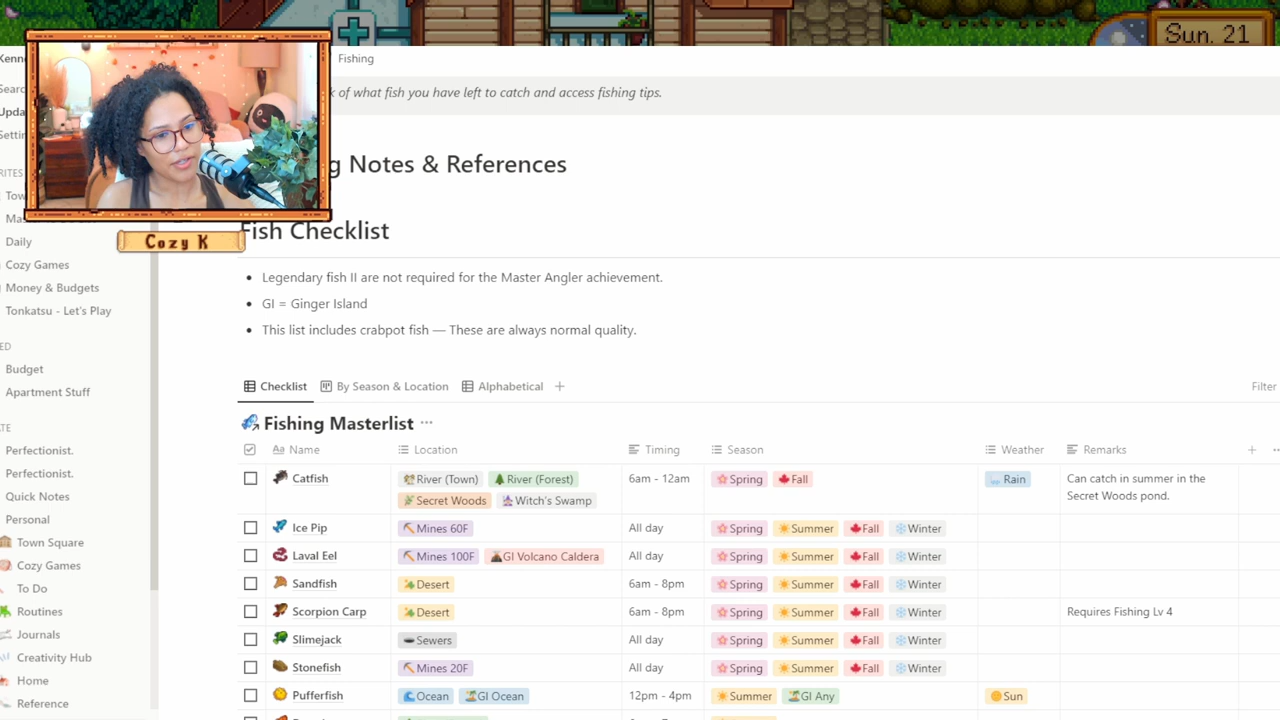 Sun. 21
Fishing
of what fish you have left to catch and access fishing tips.
Notes & References
Cozy K
Fish Checklist
Legendary fish II are not required for the Master Angler achievement.
GI = Ginger Island
This list includes crabpot fish — These are always normal quality.
Checklist By Season & Location Alphabetical +
Filter
Fishing Masterlist ...
Aa Name Location Timing Season Weather Remarks +
Catfish River (Town) River (Forest) 6am - 12am Spring Fall Rain Can catch in summer in the
Secret Woods Witch's Swamp Secret Woods pond.
Ice Pip Mines 60F All day Spring Summer Fall Winter
Laval Eel Mines 100F GI Volcano Caldera All day Spring Summer Fall Winter
Sandfish Desert 6am - 8pm Spring Summer Fall Winter
Scorpion Carp Desert 6am - 8pm Spring Summer Fall Winter Requires Fishing Lv 4
Slimejack Sewers All day Spring Summer Fall Winter
Stonefish Mines 20F All day Spring Summer Fall Winter
Pufferfish Ocean GI Ocean 12pm - 4pm Summer GI Any Sun
Daily
Cozy Games
Money & Budgets
Tonkatsu - Let's Play
Budget
Apartment Stuff
Perfectionist.
Perfectionist.
Quick Notes
Personal
Town Square
Cozy Games
To Do
Routines
Journals
Creativity Hub
Home
Reference